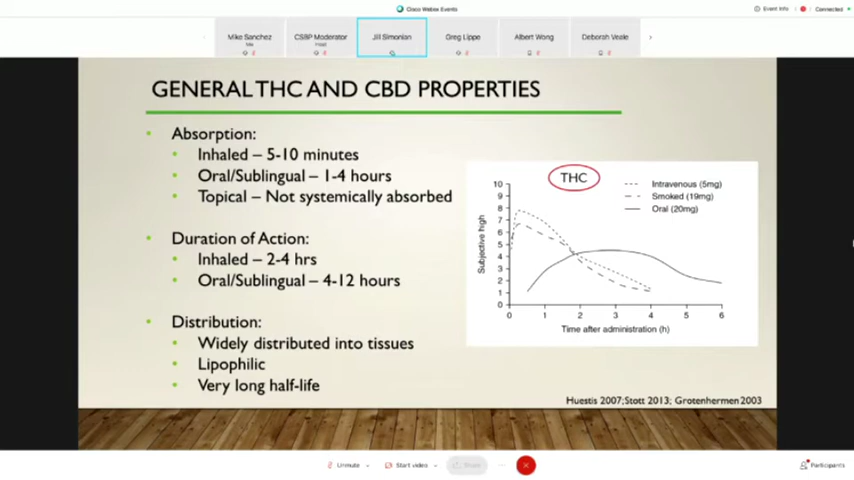 Cisco Webex Events
Event Info
Connected
Mike Sanchez
Me
CSBP Moderator
Host
Jill Simonian
Greg Lippe
Albert Wong
Deborah Veale
GENERAL THC AND CBD PROPERTIES
• Absorption:
• Inhaled – 5-10 minutes
• Oral/Sublingual – 1-4 hours
• Topical – Not systemically absorbed
• Duration of Action:
• Inhaled – 2-4 hrs
• Oral/Sublingual – 4-12 hours
• Distribution:
• Widely distributed into tissues
• Lipophilic
• Very long half-life
THC
Intravenous (5mg)
Smoked (19mg)
Oral (20mg)
Subjective high
10
9
8
7
6
5
4
3
2
1
0
0 1 2 3 4 5 6
Time after administration (h)
Huestis 2007;Stott 2013; Grotenhermen 2003
Unmute
Start video
Share
Participants